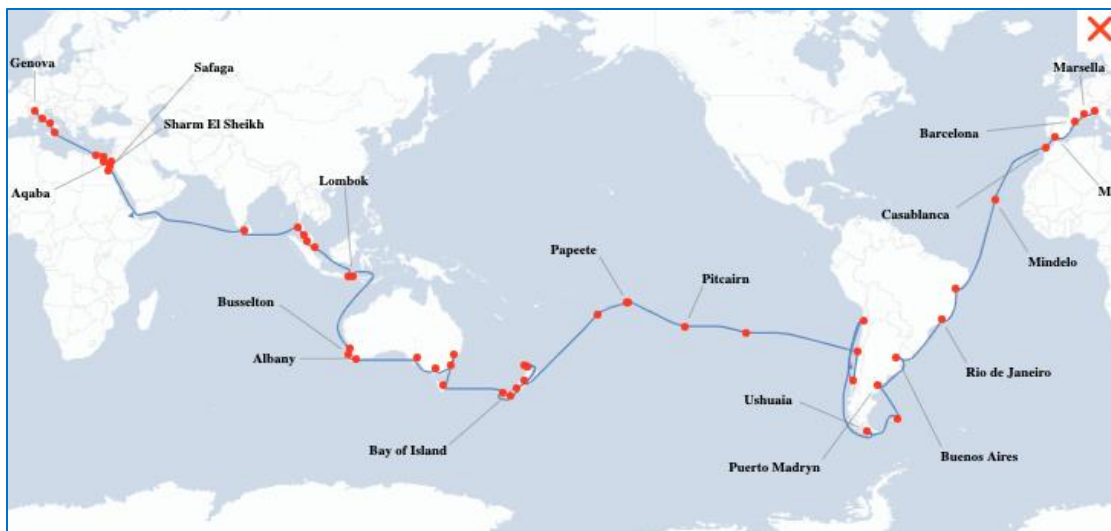 Genova
Safaga
Marsella
Sharm El Sheikh
Barcelona
Aqaba
Lombok
M
Casablanca
Mindelo
Papeete
Pitcairn
Busselton
Albany
Rio de Janeiro
Ushuaia
Bay of Island
Buenos Aires
Puerto Madryn